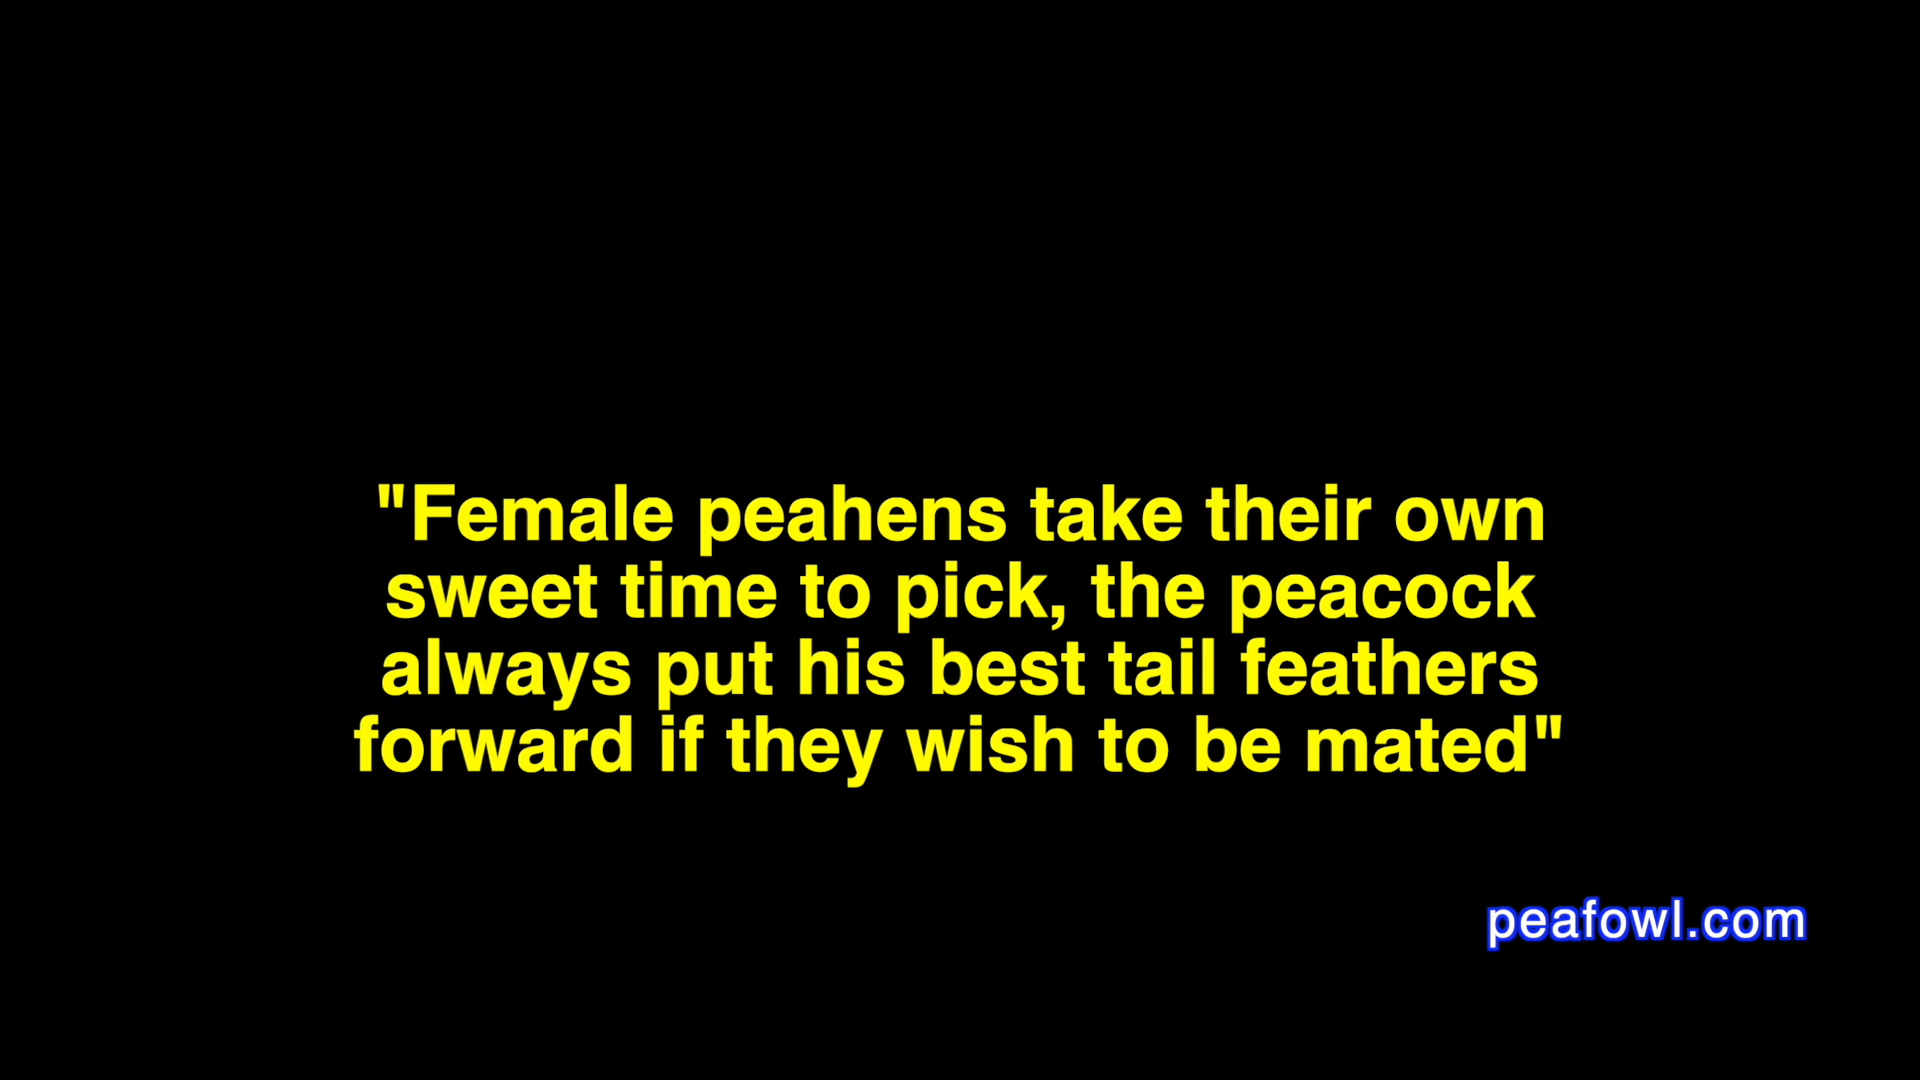 "Female peahens take their own
sweet time to pick, the peacock
always put his best tail feathers
forward if they wish to be mated"
peafowl.com